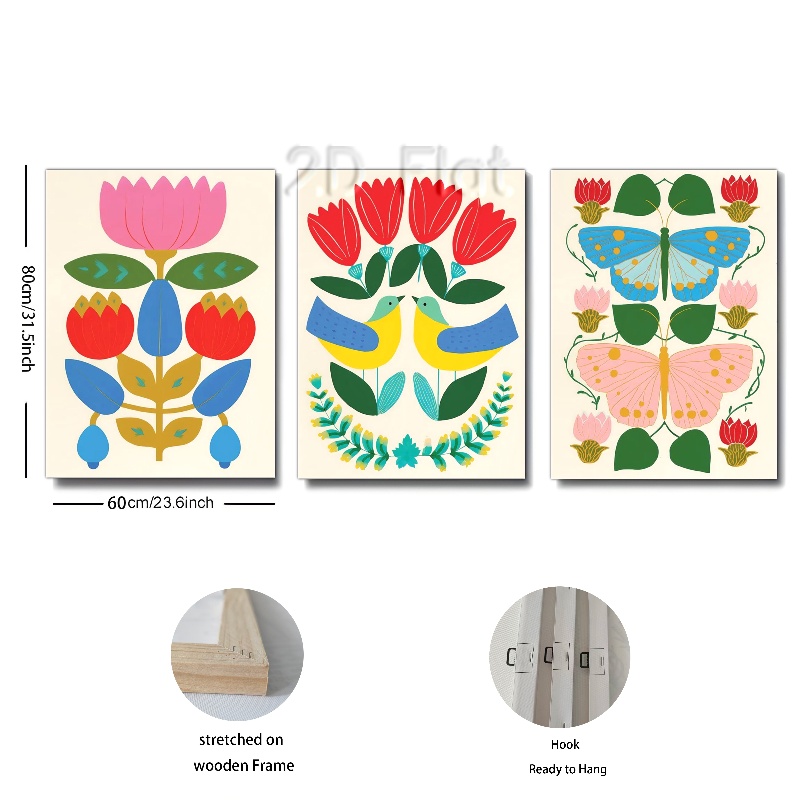 2D Flat
80cm/31.5inch
60cm/23.6inch
stretched on
wooden Frame
Hook
Ready to Hang